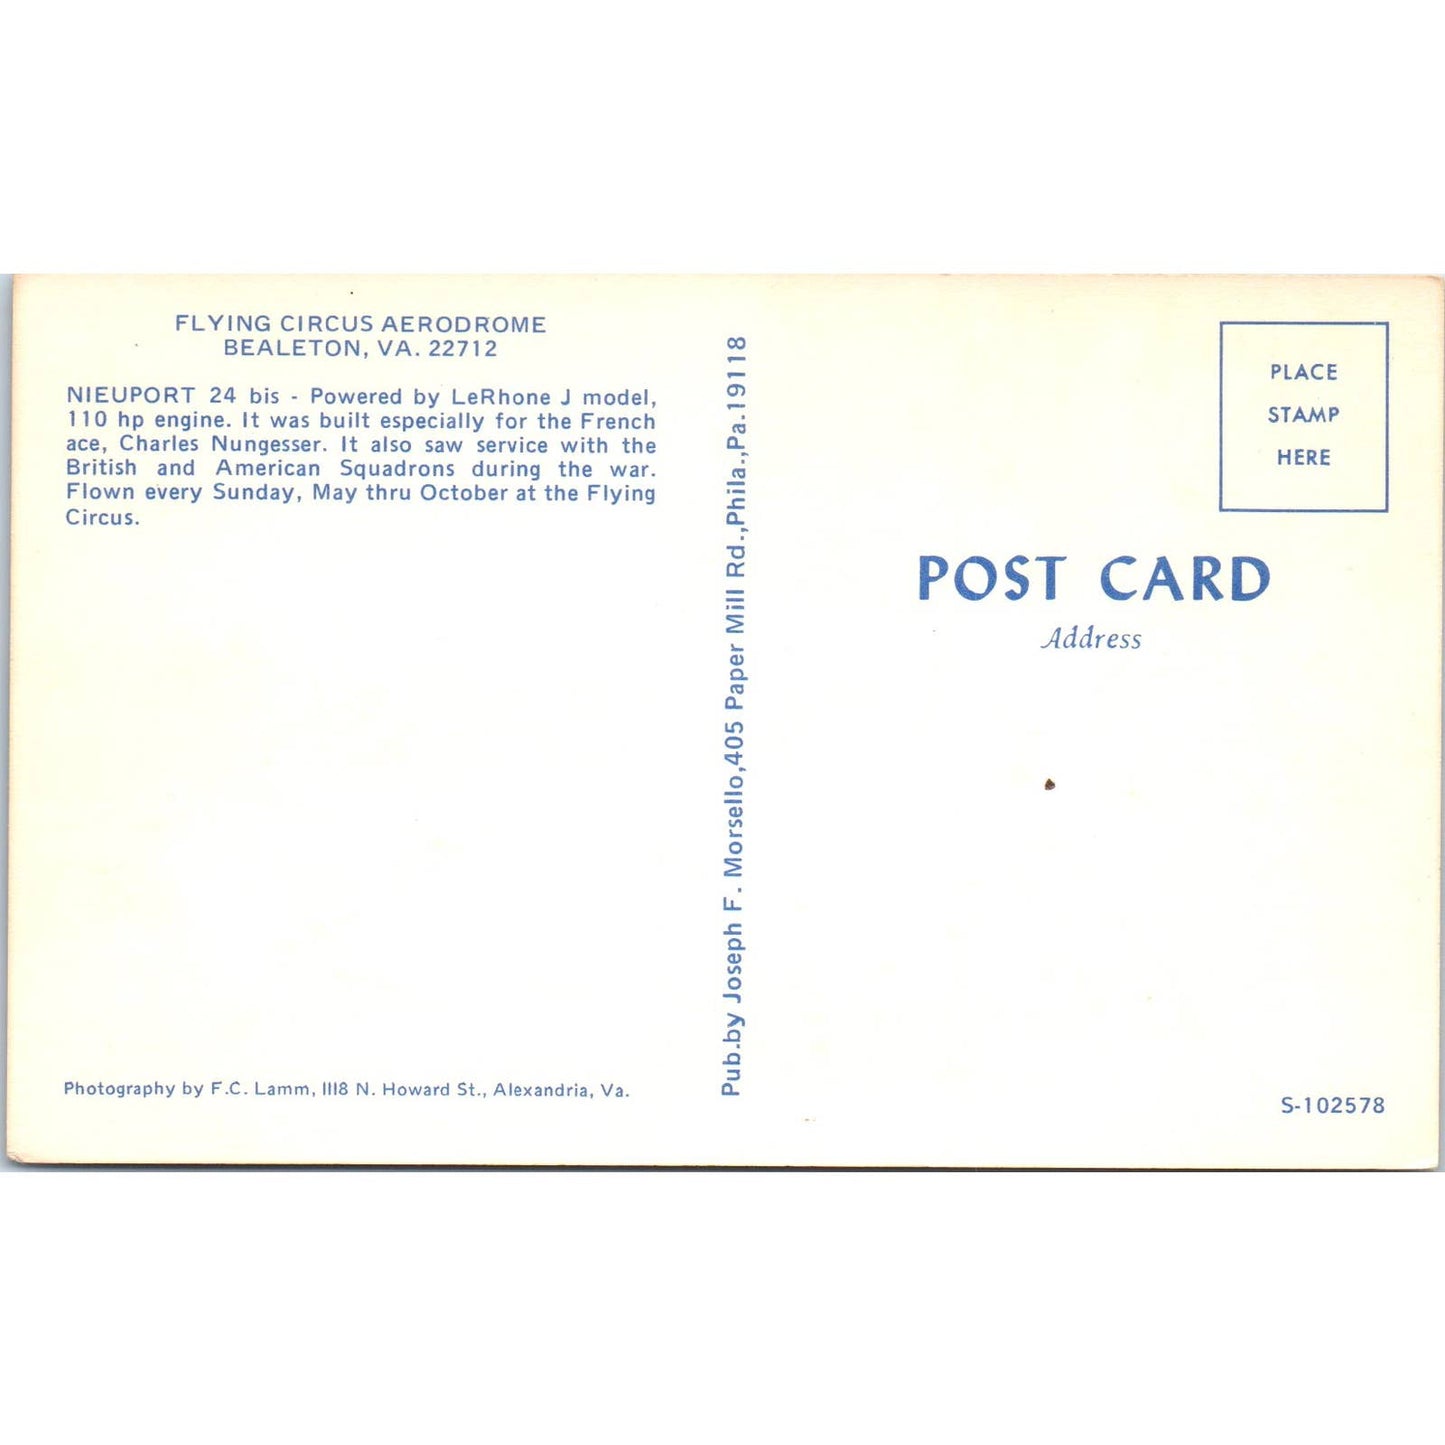 FLYING CIRCUS AERODROME
BEALETON, VA. 22712
NIEUPORT 24 bis - Powered by LeRhone J model,
110 hp engine. It was built especially for the French
ace, Charles Nungesser. It also saw service with the
British and American Squadrons during the war.
Flown every Sunday, May thru October at the Flying
Circus.
Photography by F.C. Lamm, 1118 N. Howard St., Alexandria, Va.
Pub.by Joseph F. Morsello,405 Paper Mill Rd.,Phila.,Pa.19118
PLACE
STAMP
HERE
POST CARD
Address
S-102578